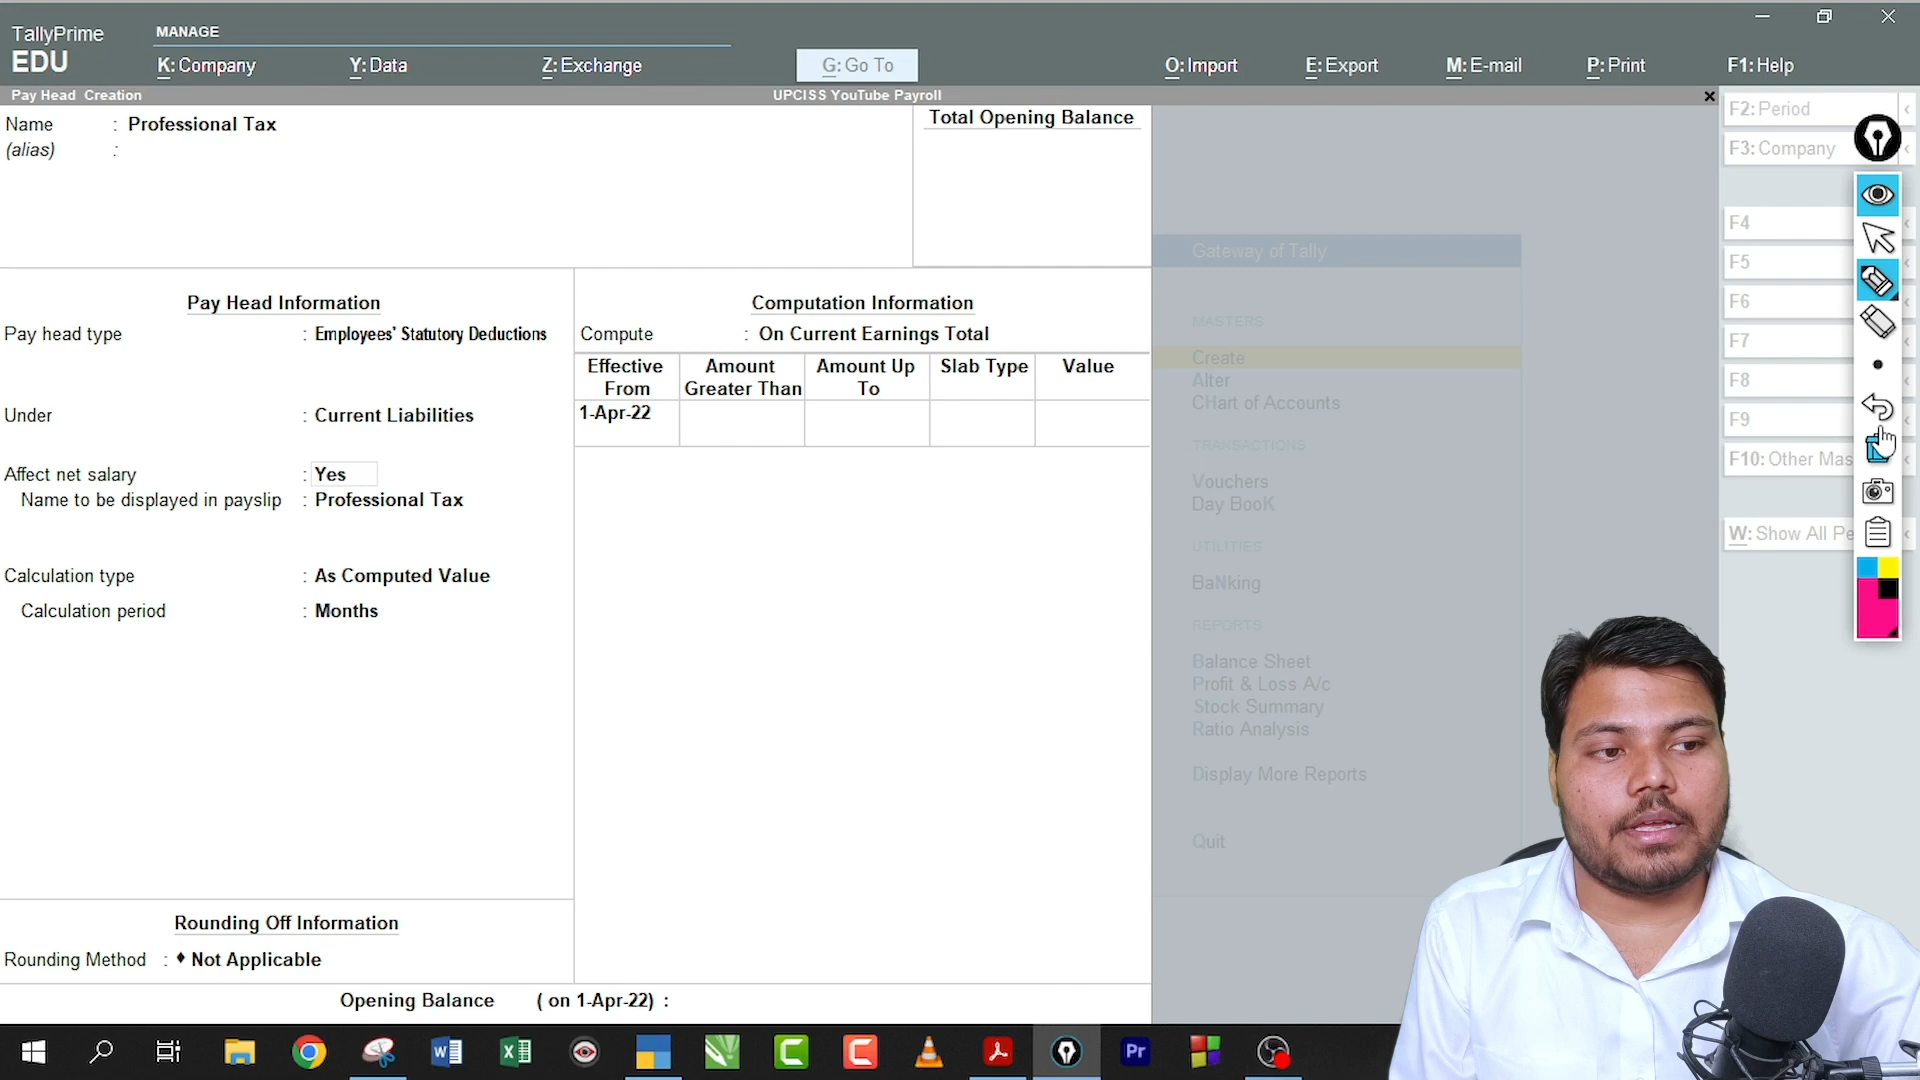 TallyPrime
EDU
MANAGE
K: Company
Y: Data
Z: Exchange
G: Go To
O: Import
E: Export
M: E-mail
P: Print
F1: Help
Pay Head Creation
UPCISS YouTube Payroll
Name : Professional Tax
(alias) :
Total Opening Balance
Pay Head Information
Pay head type : Employees' Statutory Deductions
Under : Current Liabilities
Affect net salary : Yes
Name to be displayed in payslip : Professional Tax
Calculation type : As Computed Value
Calculation period : Months
Computation Information
Compute : On Current Earnings Total
Effective From
Amount Greater Than
Amount Up To
Slab Type
Value
1-Apr-22
Rounding Off Information
Rounding Method : ♦ Not Applicable
Opening Balance ( on 1-Apr-22) :
Gateway of Tally
MASTERS
Create
Alter
CHart of Accounts
TRANSACTIONS
Vouchers
Day BooK
UTILITIES
BaNking
REPORTS
Balance Sheet
Profit & Loss A/c
Stock Summary
Ratio Analysis
Display More Reports
Quit
F2: Period
F3: Company
F4
F5
F6
F7
F8
F9
F10: Other Mas
W: Show All Pe
Pr